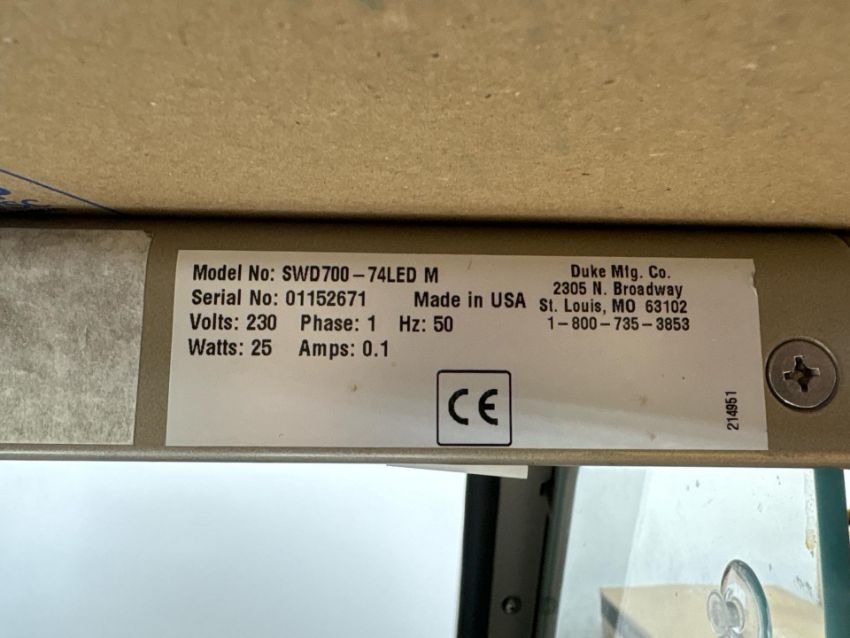 Model No: SWD700-74LED M
Serial No: 01152671 Made in USA
Volts: 230 Phase: 1 Hz: 50
Watts: 25 Amps: 0.1
Duke Mfg. Co.
2305 N. Broadway
St. Louis, MO 63102
1-800-735-3853
CE
214951